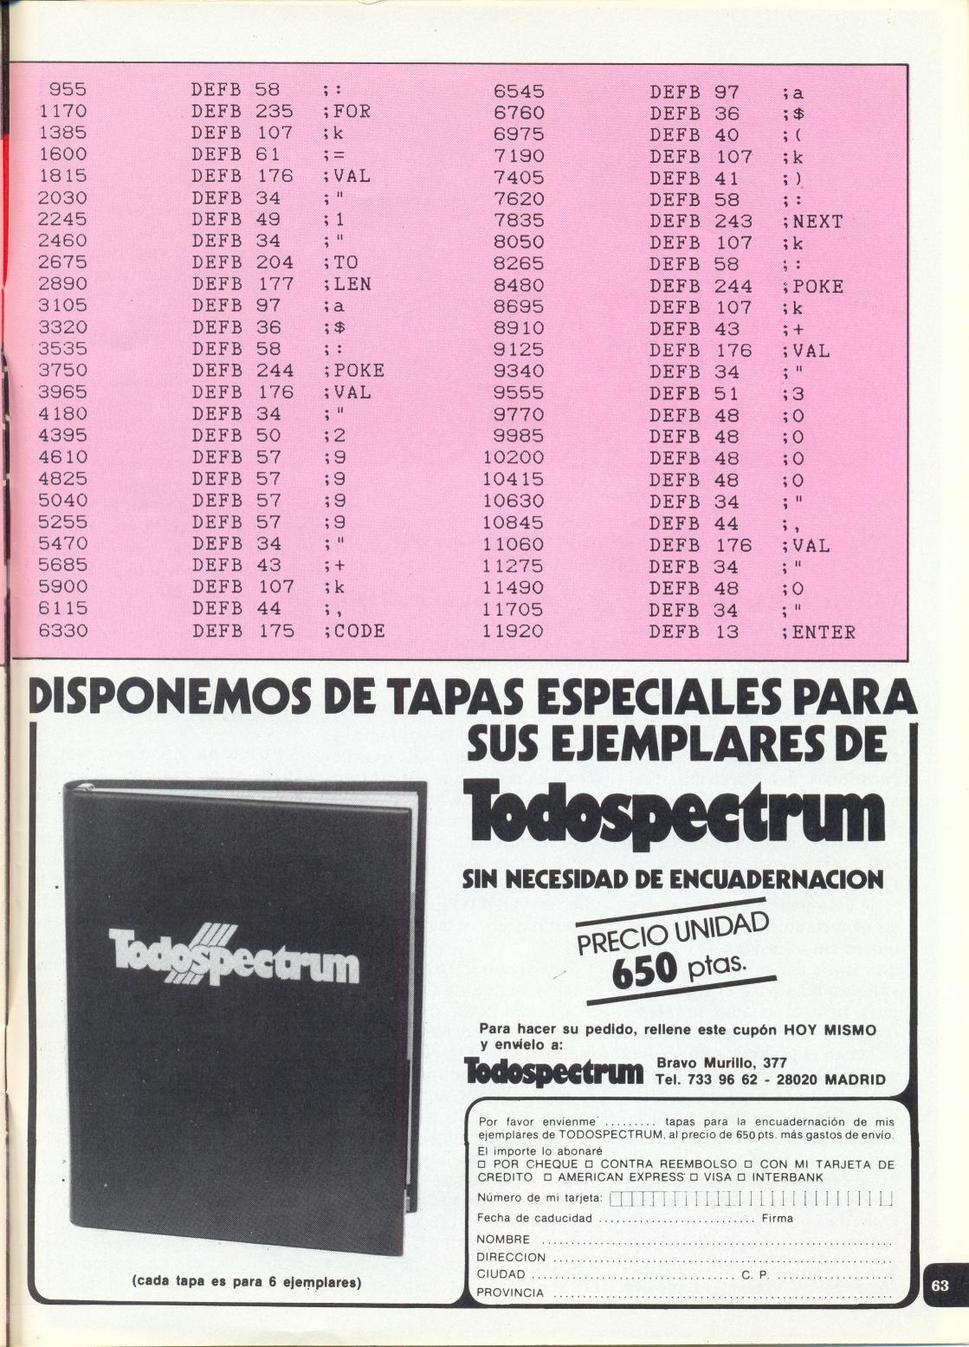 955 DEFB 58 ;:
1170 DEFB 235 ;FOR
1385 DEFB 107 ;k
1600 DEFB 61 ;=
1815 DEFB 176 ;VAL
2030 DEFB 34 ;"
2245 DEFB 49 ;1
2460 DEFB 34 ;"
2675 DEFB 204 ;TO
2890 DEFB 177 ;LEN
3105 DEFB 97 ;a
3320 DEFB 36 ;$
3535 DEFB 58 ;:
3750 DEFB 244 ;POKE
3965 DEFB 176 ;VAL
4180 DEFB 34 ;"
4395 DEFB 50 ;2
4610 DEFB 57 ;9
4825 DEFB 57 ;9
5040 DEFB 57 ;9
5255 DEFB 57 ;9
5470 DEFB 34 ;"
5685 DEFB 43 ;+
5900 DEFB 107 ;k
6115 DEFB 44 ;,
6330 DEFB 175 ;CODE
6545 DEFB 97 ;a
6760 DEFB 36 ;$
6975 DEFB 40 ;(
7190 DEFB 107 ;k
7405 DEFB 41 ;)
7620 DEFB 58 ;:
7835 DEFB 243 ;NEXT
8050 DEFB 107 ;k
8265 DEFB 58 ;:
8480 DEFB 244 ;POKE
8695 DEFB 107 ;k
8910 DEFB 43 ;+
9125 DEFB 176 ;VAL
9340 DEFB 34 ;"
9555 DEFB 51 ;3
9770 DEFB 48 ;0
9985 DEFB 48 ;0
10200 DEFB 48 ;0
10415 DEFB 48 ;0
10630 DEFB 34 ;"
10845 DEFB 44 ;,
11060 DEFB 176 ;VAL
11275 DEFB 34 ;"
11490 DEFB 48 ;0
11705 DEFB 34 ;"
11920 DEFB 13 ;ENTER
DISPONEMOS DE TAPAS ESPECIALES PARA
SUS EJEMPLARES DE
Todospectrum
SIN NECESIDAD DE ENCUADERNACION
PRECIO UNIDAD
650 ptas.
Todospectrum
(cada tapa es para 6 ejemplares)
Para hacer su pedido, rellene este cupón HOY MISMO
y envíelo a:
Todospectrum
Bravo Murillo, 377
Tel. 733 96 62 - 28020 MADRID
Por favor envíenme ......... tapas para la encuadernación de mis
ejemplares de TODOSPECTRUM, al precio de 650 pts. más gastos de envío.
El importe lo abonaré
□ POR CHEQUE □ CONTRA REEMBOLSO □ CON MI TARJETA DE
CREDITO □ AMERICAN EXPRESS □ VISA □ INTERBANK
Número de mi tarjeta:
Fecha de caducidad .......................... Firma
NOMBRE
DIRECCION
CIUDAD .................................. C. P. ....................
PROVINCIA
63